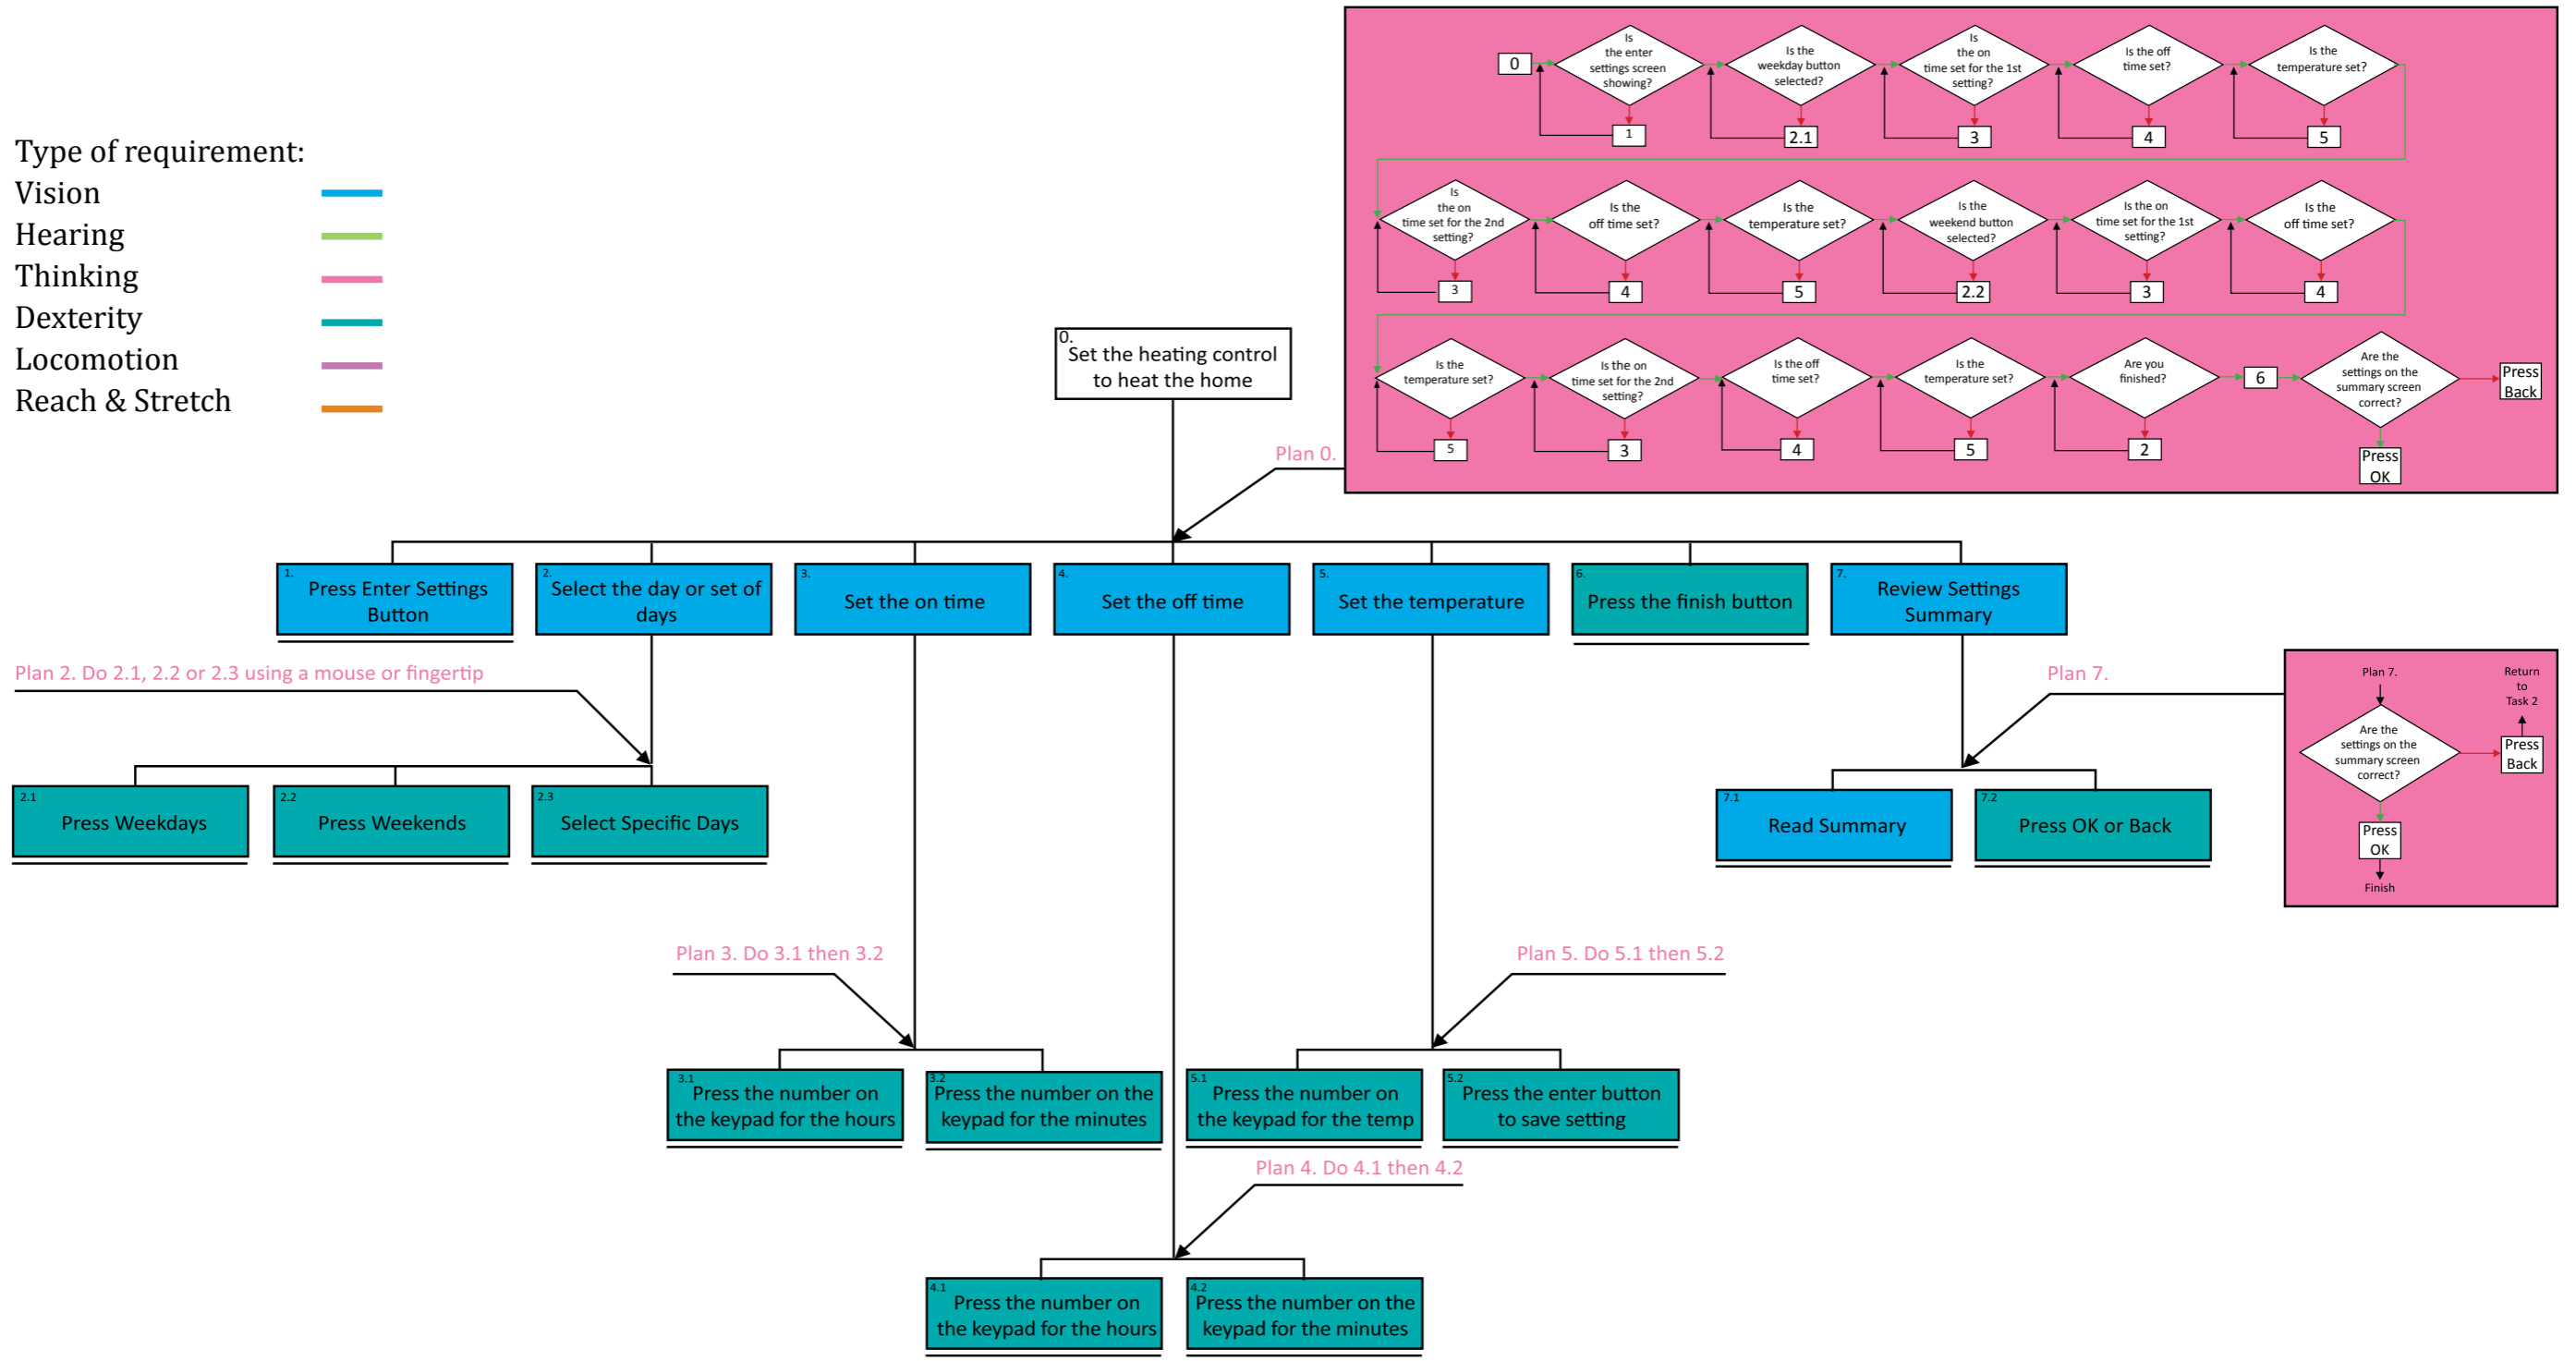 Type of requirement:
Vision
Hearing
Thinking
Dexterity
Locomotion
Reach & Stretch
0
Is
the enter
settings screen
showing?
1
Is the
weekday button
selected?
2.1
Is
the on
time set for the 1st
setting?
3
Is the off
time set?
4
Is the
temperature set?
5
Is
the on
time set for the 2nd
setting?
3
Is the
off time set?
4
Is the
temperature set?
5
Is the
weekend button
selected?
2.2
Is the on
time set for the 1st
setting?
3
Is the
off time set?
4
Is the
temperature set?
5
Is the on
time set for the 2nd
setting?
3
Is the off
time set?
4
Is the
temperature set?
5
Are you
finished?
2
6
Are the
settings on the
summary screen
correct?
Press
Back
Press
OK
0.
Set the heating control
to heat the home
Plan 0.
1.
Press Enter Settings
Button
2.
Select the day or set of
days
3.
Set the on time
4.
Set the off time
5.
Set the temperature
6.
Press the finish button
7.
Review Settings
Summary
Plan 2. Do 2.1, 2.2 or 2.3 using a mouse or fingertip
2.1
Press Weekdays
2.2
Press Weekends
2.3
Select Specific Days
Plan 7.
7.1
Read Summary
7.2
Press OK or Back
Plan 7.
Are the
settings on the
summary screen
correct?
Return
to
Task 2
Press
Back
Press
OK
Finish
Plan 3. Do 3.1 then 3.2
3.1
Press the number on
the keypad for the hours
3.2
Press the number on the
keypad for the minutes
Plan 5. Do 5.1 then 5.2
5.1
Press the number on
the keypad for the temp
5.2
Press the enter button
to save setting
Plan 4. Do 4.1 then 4.2
4.1
Press the number on
the keypad for the hours
4.2
Press the number on the
keypad for the minutes